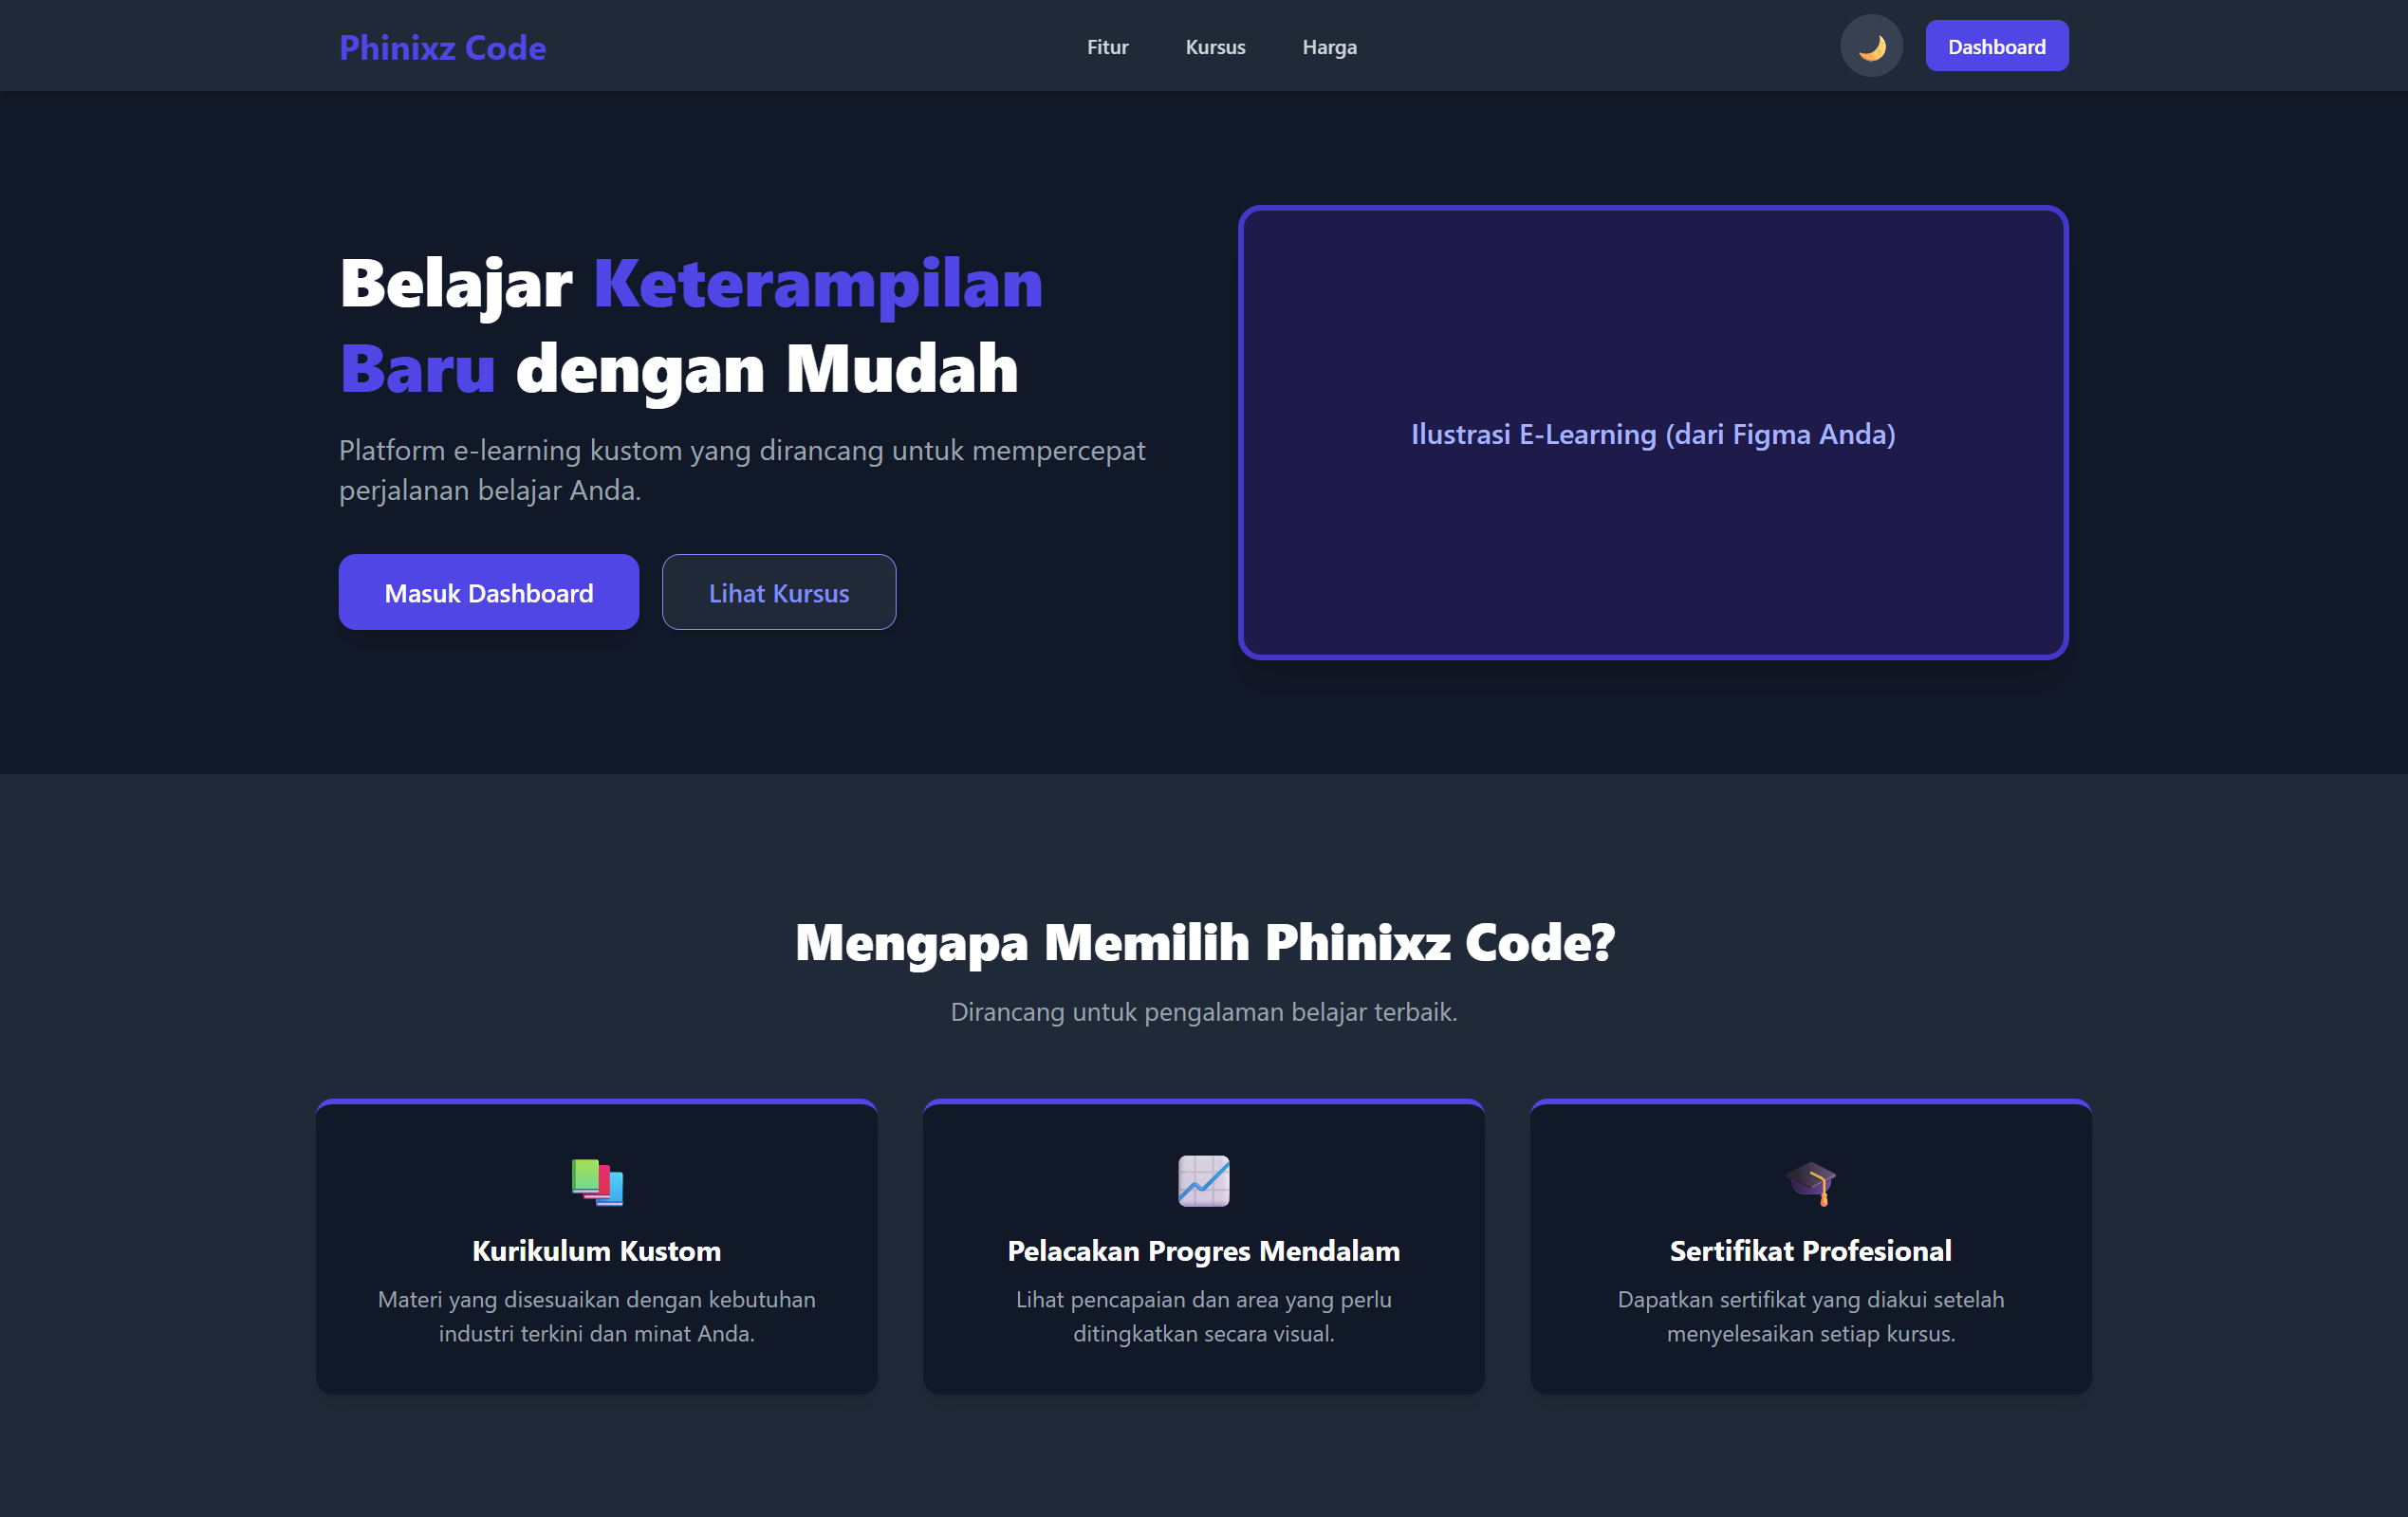 Phinixz Code
Fitur
Kursus
Harga
Dashboard
Belajar Keterampilan
Baru dengan Mudah
Platform e-learning kustom yang dirancang untuk mempercepat
perjalanan belajar Anda.
Masuk Dashboard
Lihat Kursus
Ilustrasi E-Learning (dari Figma Anda)
Mengapa Memilih Phinixz Code?
Dirancang untuk pengalaman belajar terbaik.
Kurikulum Kustom
Materi yang disesuaikan dengan kebutuhan
industri terkini dan minat Anda.
Pelacakan Progres Mendalam
Lihat pencapaian dan area yang perlu
ditingkatkan secara visual.
Sertifikat Profesional
Dapatkan sertifikat yang diakui setelah
menyelesaikan setiap kursus.